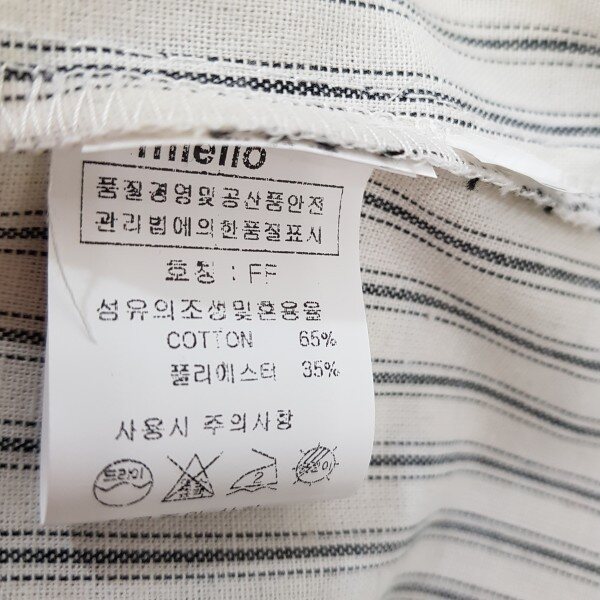 품질경영및공산품안전
관리법에의한품질표시
호칭 : FF
섬유의조성및혼용율
COTTON 65%
폴리에스터 35%
사용시 주의사항
드라이
2